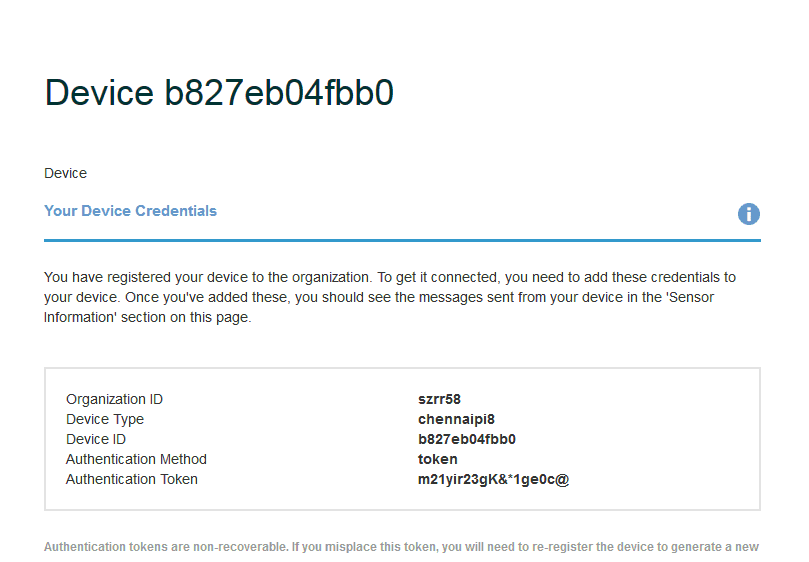 Device b827eb04fbb0
Device
Your Device Credentials
You have registered your device to the organization. To get it connected, you need to add these credentials to
your device. Once you've added these, you should see the messages sent from your device in the 'Sensor
Information' section on this page.
Organization ID szrr58
Device Type chennaipi8
Device ID b827eb04fbb0
Authentication Method token
Authentication Token m21yir23gK&*1ge0c@
Authentication tokens are non-recoverable. If you misplace this token, you will need to re-register the device to generate a new